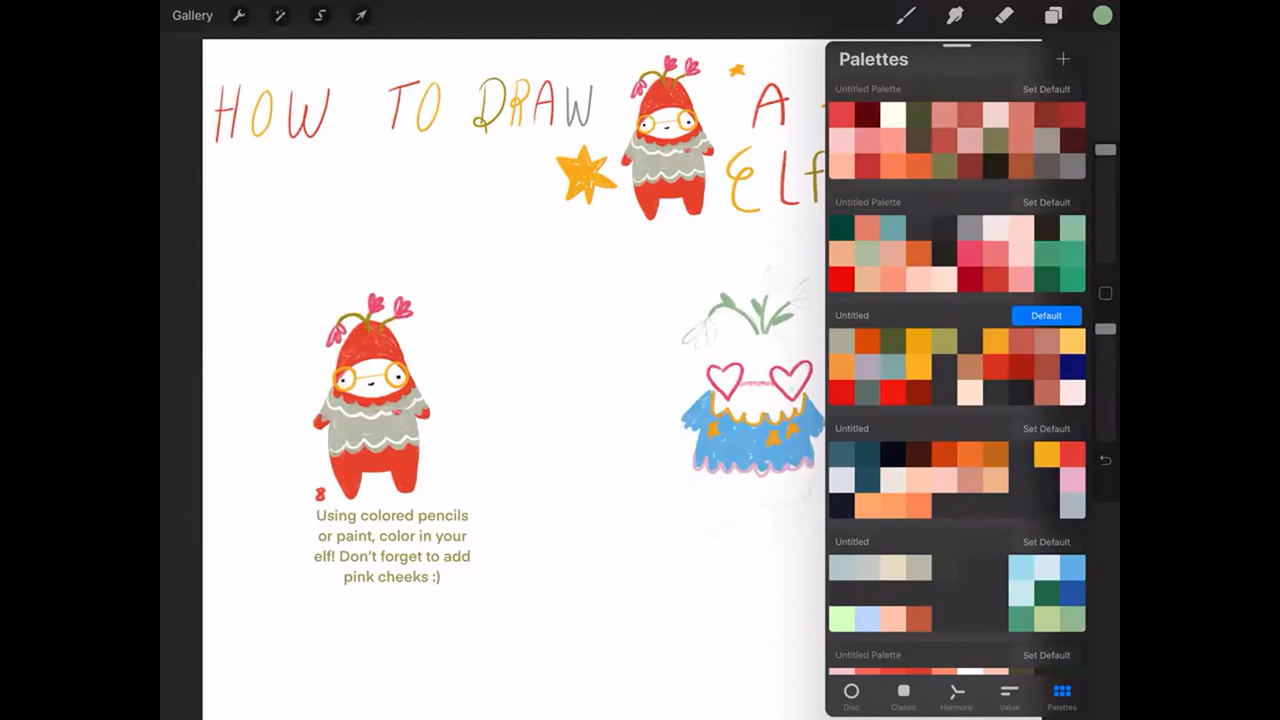 Gallery
HOW TO DRAW A
Elf
8
Using colored pencils
or paint, color in your
elf! Don't forget to add
pink cheeks :)
Palettes
Untitled Palette Set Default
Untitled Palette Set Default
Untitled Default
Untitled Set Default
Untitled Set Default
Untitled Palette Set Default
Disc Classic Harmony Value Palettes